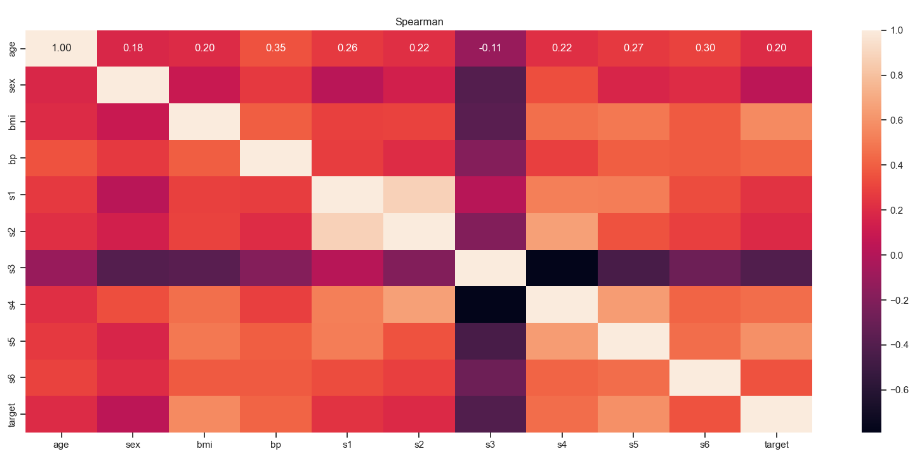 Spearman
age 1.00 0.18 0.20 0.35 0.26 0.22 -0.11 0.22 0.27 0.30 0.20
sex
bmi
bp
s1
s2
s3
s4
s5
s6
target
age sex bmi bp s1 s2 s3 s4 s5 s6 target
1.0
0.8
0.6
0.4
0.2
0.0
−0.2
−0.4
−0.6